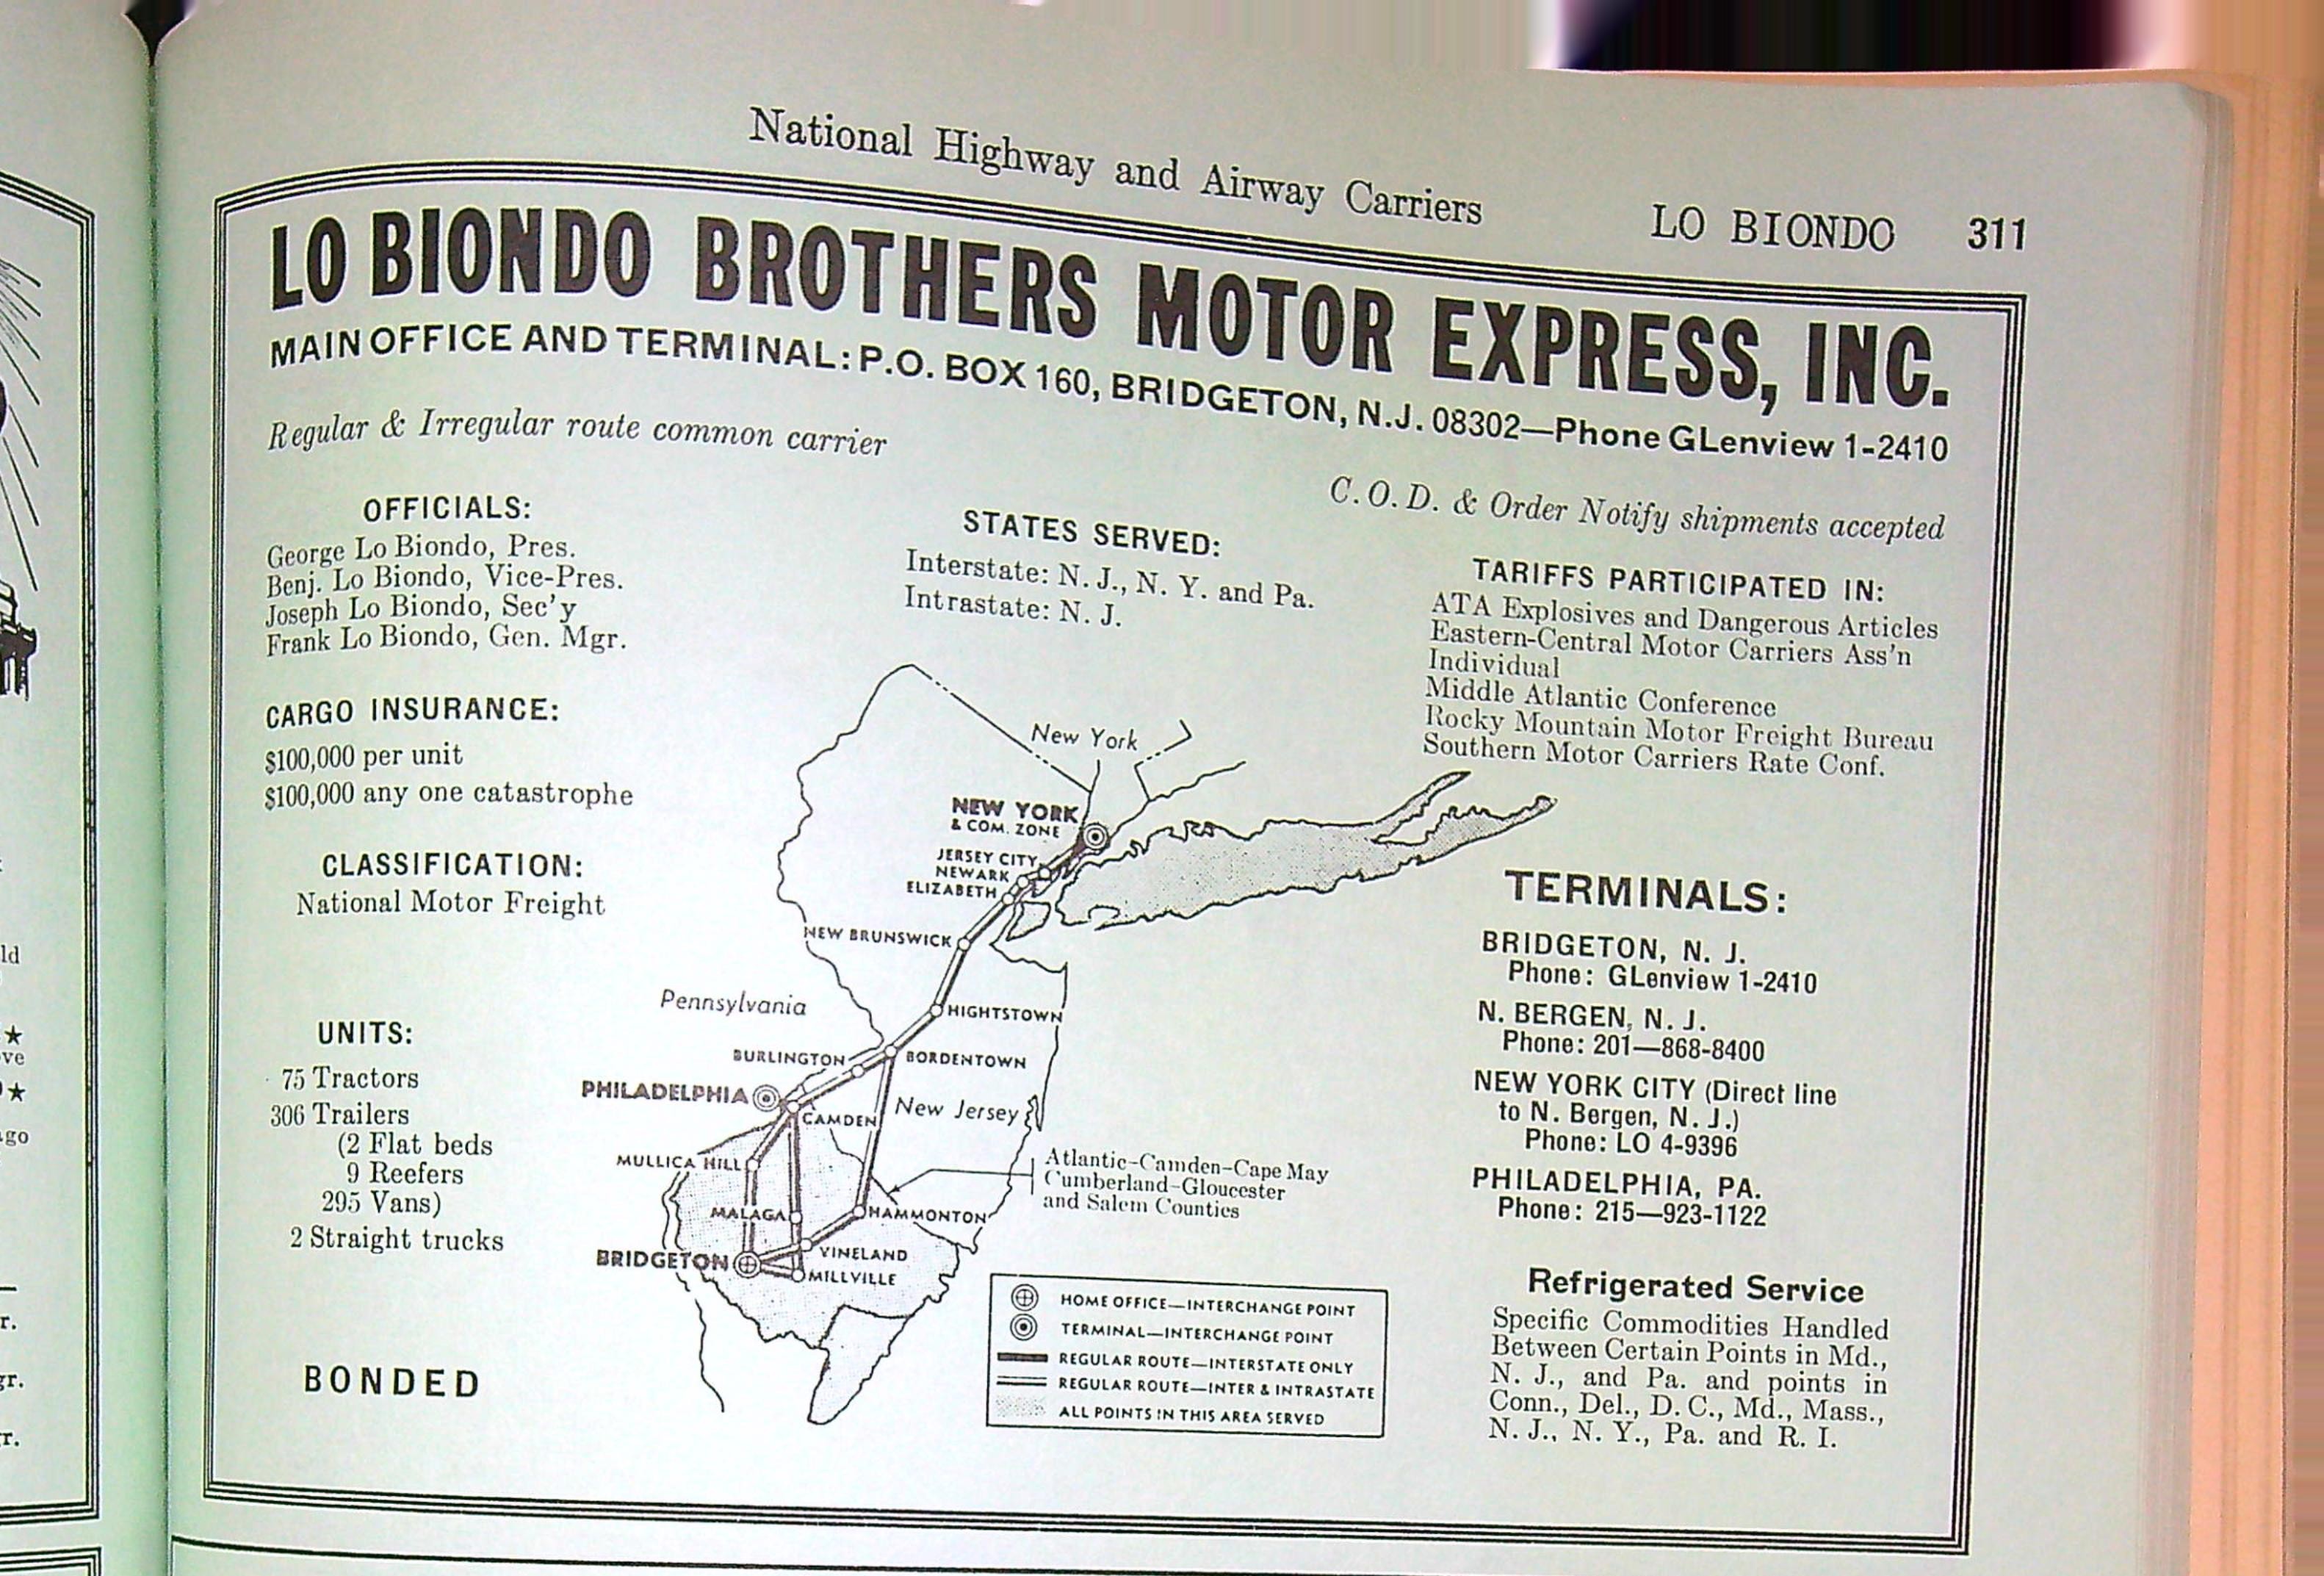 National Highway and Airway Carriers
LO BIONDO 311
LO BIONDO BROTHERS MOTOR EXPRESS, INC.
MAIN OFFICE AND TERMINAL: P.O. BOX 160, BRIDGETON, N.J. 08302—Phone GLenview 1-2410
Regular & Irregular route common carrier
C.O.D. & Order Notify shipments accepted
OFFICIALS:
George Lo Biondo, Pres.
Benj. Lo Biondo, Vice-Pres.
Joseph Lo Biondo, Sec'y
Frank Lo Biondo, Gen. Mgr.
CARGO INSURANCE:
$100,000 per unit
$100,000 any one catastrophe
CLASSIFICATION:
National Motor Freight
UNITS:
75 Tractors
306 Trailers
(2 Flat beds
9 Reefers
295 Vans)
2 Straight trucks
BONDED
STATES SERVED:
Interstate: N. J., N. Y. and Pa.
Intrastate: N. J.
New York
NEW YORK
& COM. ZONE
JERSEY CITY
NEWARK
ELIZABETH
NEW BRUNSWICK
Pennsylvania
HIGHTSTOWN
BURLINGTON
BORDENTOWN
PHILADELPHIA
CAMDEN
New Jersey
MULLICA HILL
Atlantic-Camden-Cape May
Cumberland-Gloucester
and Salem Counties
MALAGA
HAMMONTON
BRIDGETON
VINELAND
MILLVILLE
HOME OFFICE—INTERCHANGE POINT
TERMINAL—INTERCHANGE POINT
REGULAR ROUTE—INTERSTATE ONLY
REGULAR ROUTE—INTER & INTRASTATE
ALL POINTS IN THIS AREA SERVED
TARIFFS PARTICIPATED IN:
ATA Explosives and Dangerous Articles
Eastern-Central Motor Carriers Ass'n
Individual
Middle Atlantic Conference
Rocky Mountain Motor Freight Bureau
Southern Motor Carriers Rate Conf.
TERMINALS:
BRIDGETON, N. J.
Phone: GLenview 1-2410
N. BERGEN, N. J.
Phone: 201—868-8400
NEW YORK CITY (Direct line
to N. Bergen, N. J.)
Phone: LO 4-9396
PHILADELPHIA, PA.
Phone: 215—923-1122
Refrigerated Service
Specific Commodities Handled
Between Certain Points in Md.,
N. J., and Pa. and points in
Conn., Del., D. C., Md., Mass.,
N. J., N. Y., Pa. and R. I.